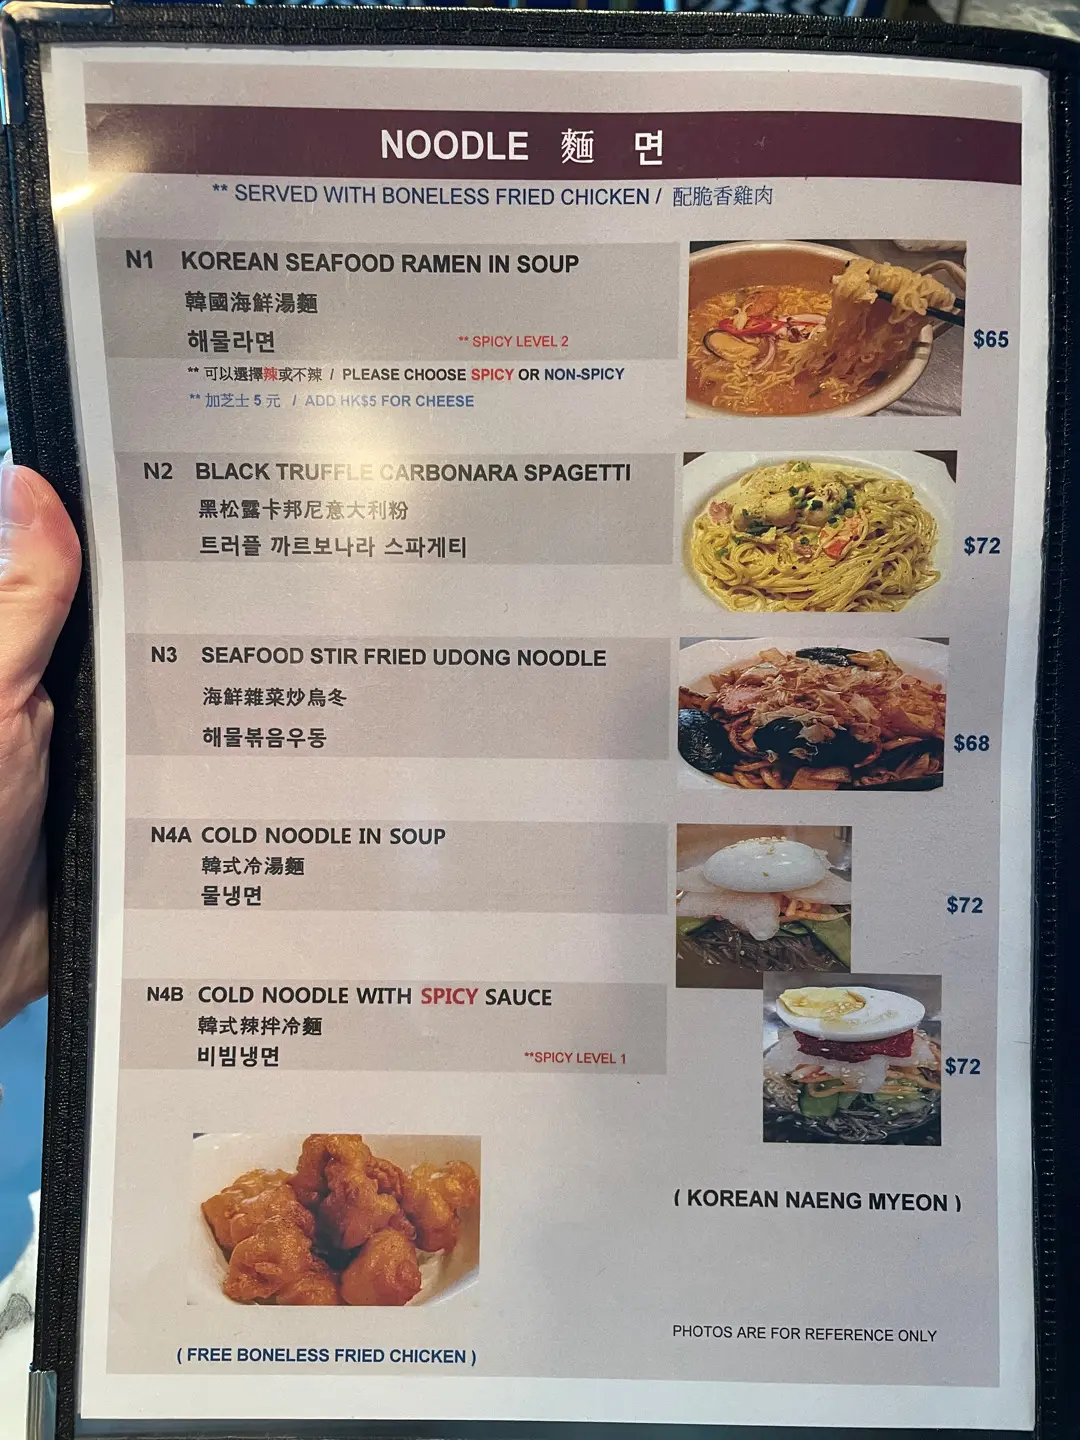 NOODLE 麵 면
** SERVED WITH BONELESS FRIED CHICKEN / 配脆香雞肉
N1 KOREAN SEAFOOD RAMEN IN SOUP
韓國海鮮湯麵
해물라면 ** SPICY LEVEL 2
$65
** 可以選擇辣或不辣 / PLEASE CHOOSE SPICY OR NON-SPICY
** 加芝士 5 元 / ADD HK$5 FOR CHEESE
N2 BLACK TRUFFLE CARBONARA SPAGETTI
黑松露卡邦尼意大利粉
트러플 까르보나라 스파게티
$72
N3 SEAFOOD STIR FRIED UDONG NOODLE
海鮮雜菜炒烏冬
해물볶음우동
$68
N4A COLD NOODLE IN SOUP
韓式冷湯麵
물냉면
$72
N4B COLD NOODLE WITH SPICY SAUCE
韓式辣拌冷麵
비빔냉면 **SPICY LEVEL 1
$72
( KOREAN NAENG MYEON )
PHOTOS ARE FOR REFERENCE ONLY
( FREE BONELESS FRIED CHICKEN )